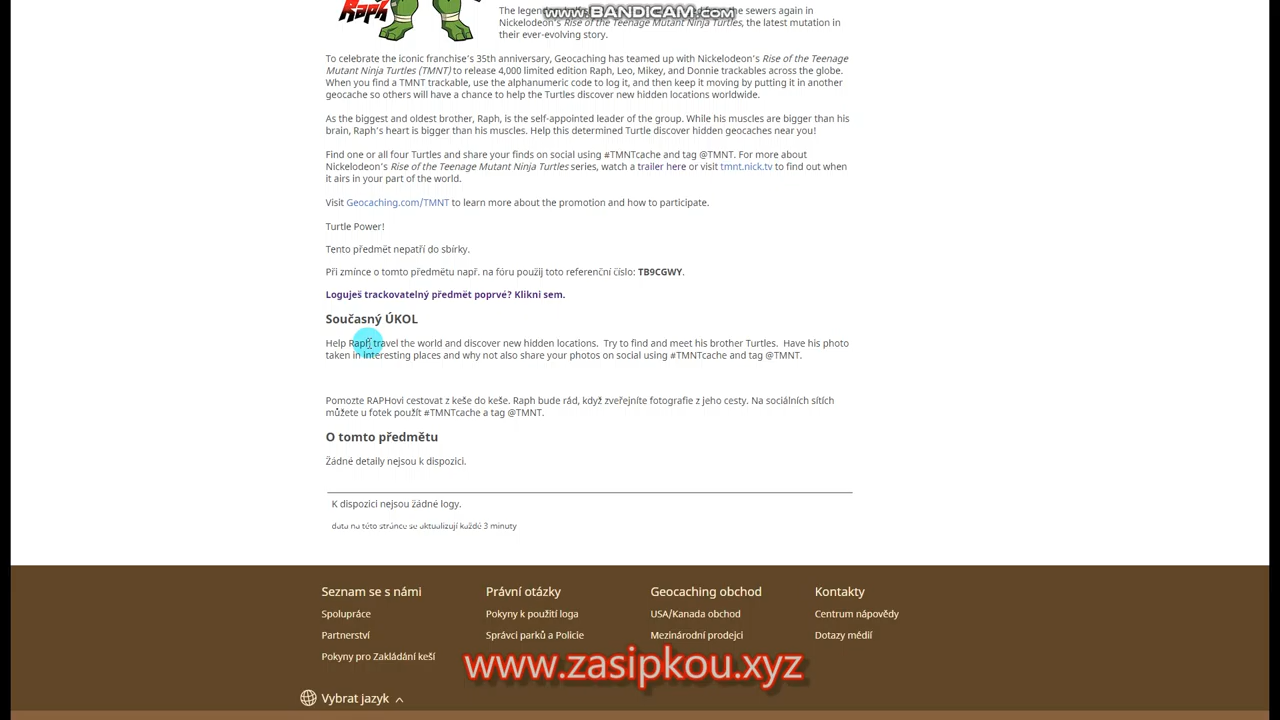 www.BANDICAM.com
Raph
The legendary
the sewers again in
Nickelodeon's Rise of the Teenage Mutant Ninja Turtles, the latest mutation in
their ever-evolving story.
To celebrate the iconic franchise's 35th anniversary, Geocaching has teamed up with Nickelodeon's Rise of the Teenage
Mutant Ninja Turtles (TMNT) to release 4,000 limited edition Raph, Leo, Mikey, and Donnie trackables across the globe.
When you find a TMNT trackable, use the alphanumeric code to log it, and then keep it moving by putting it in another
geocache so others will have a chance to help the Turtles discover new hidden locations worldwide.
As the biggest and oldest brother, Raph, is the self-appointed leader of the group. While his muscles are bigger than his
brain, Raph's heart is bigger than his muscles. Help this determined Turtle discover hidden geocaches near you!
Find one or all four Turtles and share your finds on social using #TMNTcache and tag @TMNT. For more about
Nickelodeon's Rise of the Teenage Mutant Ninja Turtles series, watch a trailer here or visit tmnt.nick.tv to find out when
it airs in your part of the world.
Visit Geocaching.com/TMNT to learn more about the promotion and how to participate.
Turtle Power!
Tento předmět nepatří do sbírky.
Při zmínce o tomto předmětu např. na fóru použij toto referenční číslo: TB9CGWY.
Loguješ trackovatelný předmět poprvé? Klikni sem.
Současný ÚKOL
Help Raph travel the world and discover new hidden locations. Try to find and meet his brother Turtles. Have his photo
taken in interesting places and why not also share your photos on social using #TMNTcache and tag @TMNT.
Pomozte RAPHovi cestovat z keše do keše. Raph bude rád, když zveřejníte fotografie z jeho cesty. Na sociálních sítích
můžete u fotek použít #TMNTcache a tag @TMNT.
O tomto předmětu
Žádné detaily nejsou k dispozici.
K dispozici nejsou žádné logy.
data na této stránce se aktualizují každé 3 minuty
Seznam se s námi
Právní otázky
Geocaching obchod
Kontakty
Spolupráce
Pokyny k použití loga
USA/Kanada obchod
Centrum nápovědy
Partnerství
Správci parků a Policie
Mezinárodní prodejci
Dotazy médií
Pokyny pro Zakládání keší
www.zasipkou.xyz
Vybrat jazyk